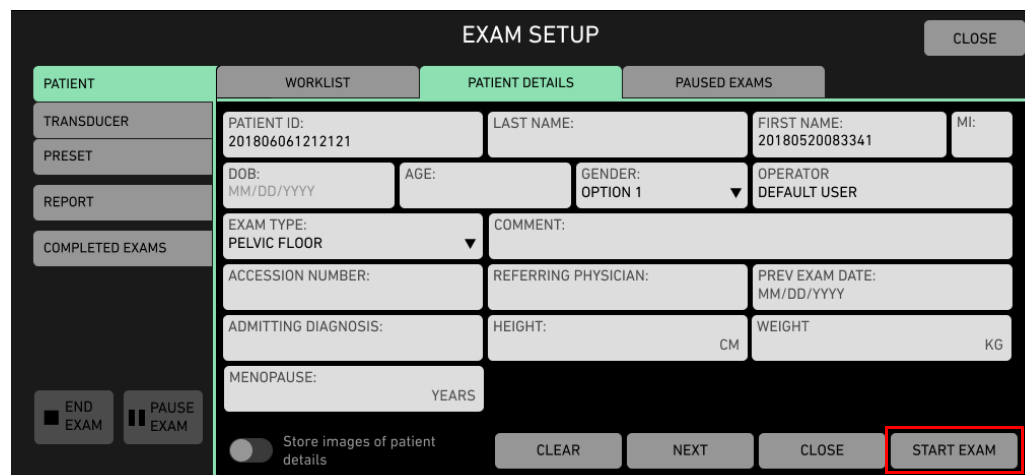 EXAM SETUP
CLOSE
PATIENT
WORKLIST
PATIENT DETAILS
PAUSED EXAMS
TRANSDUCER
PRESET
REPORT
COMPLETED EXAMS
PATIENT ID:
201806061212121
LAST NAME:
FIRST NAME:
20180520083341
MI:
DOB:
MM/DD/YYYY
AGE:
GENDER:
OPTION 1
OPERATOR
DEFAULT USER
EXAM TYPE:
PELVIC FLOOR
COMMENT:
ACCESSION NUMBER:
REFERRING PHYSICIAN:
PREV EXAM DATE:
MM/DD/YYYY
ADMITTING DIAGNOSIS:
HEIGHT:
CM
WEIGHT
KG
MENOPAUSE:
YEARS
END
EXAM
PAUSE
EXAM
Store images of patient
details
CLEAR
NEXT
CLOSE
START EXAM